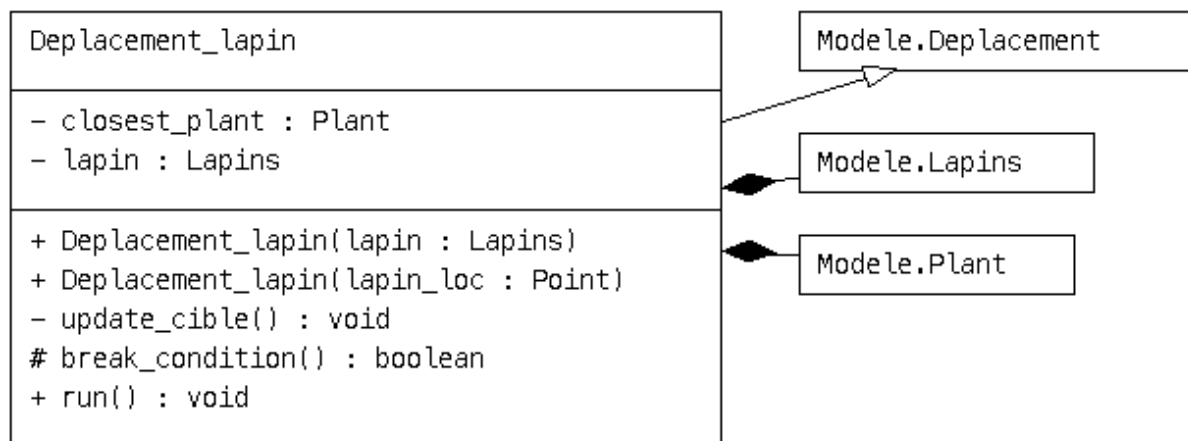 Deplacement_lapin
- closest_plant : Plant
- lapin : Lapins
+ Deplacement_lapin(lapin : Lapins)
+ Deplacement_lapin(lapin_loc : Point)
- update_cible() : void
# break_condition() : boolean
+ run() : void
Modele.Deplacement
Modele.Lapins
Modele.Plant